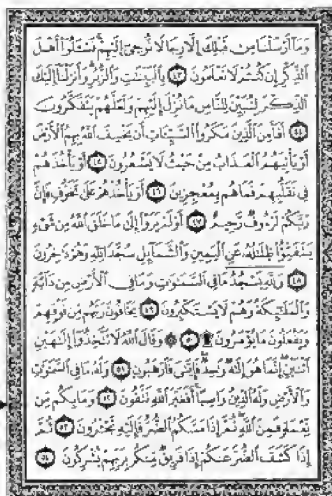 وَمَآ أَرْسَلْنَا مِن قَبْلِكَ إِلَّا رِجَالًا نُّوحِىٓ إِلَيْهِمْ فَسْـَٔلُوٓا۟ أَهْلَ
ٱلذِّكْرِ إِن كُنتُمْ لَا تَعْلَمُونَ ٤٣ بِٱلْبَيِّنَٰتِ وَٱلزُّبُرِ وَأَنزَلْنَآ إِلَيْكَ
ٱلذِّكْرَ لِتُبَيِّنَ لِلنَّاسِ مَا نُزِّلَ إِلَيْهِمْ وَلَعَلَّهُمْ يَتَفَكَّرُونَ
٤٤ أَفَأَمِنَ ٱلَّذِينَ مَكَرُوا۟ ٱلسَّيِّـَٔاتِ أَن يَخْسِفَ ٱللَّهُ بِهِمُ ٱلْأَرْضَ
أَوْ يَأْتِيَهُمُ ٱلْعَذَابُ مِنْ حَيْثُ لَا يَشْعُرُونَ ٤٥ أَوْ يَأْخُذَهُمْ
فِى تَقَلُّبِهِمْ فَمَا هُم بِمُعْجِزِينَ ٤٦ أَوْ يَأْخُذَهُمْ عَلَىٰ تَخَوُّفٍ فَإِنَّ
رَبَّكُمْ لَرَءُوفٌ رَّحِيمٌ ٤٧ أَوَلَمْ يَرَوْا۟ إِلَىٰ مَا خَلَقَ ٱللَّهُ مِن شَىْءٍ
يَتَفَيَّؤُا۟ ظِلَٰلُهُۥ عَنِ ٱلْيَمِينِ وَٱلشَّمَآئِلِ سُجَّدًا لِّلَّهِ وَهُمْ دَٰخِرُونَ
٤٨ وَلِلَّهِ يَسْجُدُ مَا فِى ٱلسَّمَٰوَٰتِ وَمَا فِى ٱلْأَرْضِ مِن دَآبَّةٍ
وَٱلْمَلَٰٓئِكَةُ وَهُمْ لَا يَسْتَكْبِرُونَ ٤٩ يَخَافُونَ رَبَّهُم مِّن فَوْقِهِمْ
وَيَفْعَلُونَ مَا يُؤْمَرُونَ ۩ ٥٠ ۞ وَقَالَ ٱللَّهُ لَا تَتَّخِذُوٓا۟ إِلَٰهَيْنِ
ٱثْنَيْنِ إِنَّمَا هُوَ إِلَٰهٌ وَٰحِدٌ فَإِيَّٰىَ فَٱرْهَبُونِ ٥١ وَلَهُۥ مَا فِى ٱلسَّمَٰوَٰتِ
وَٱلْأَرْضِ وَلَهُ ٱلدِّينُ وَاصِبًا أَفَغَيْرَ ٱللَّهِ تَتَّقُونَ ٥٢ وَمَا بِكُم مِّن
نِّعْمَةٍ فَمِنَ ٱللَّهِ ثُمَّ إِذَا مَسَّكُمُ ٱلضُّرُّ فَإِلَيْهِ تَجْـَٔرُونَ ٥٣ ثُمَّ
إِذَا كَشَفَ ٱلضُّرَّ عَنكُمْ إِذَا فَرِيقٌ مِّنكُم بِرَبِّهِمْ يُشْرِكُونَ ٥٤